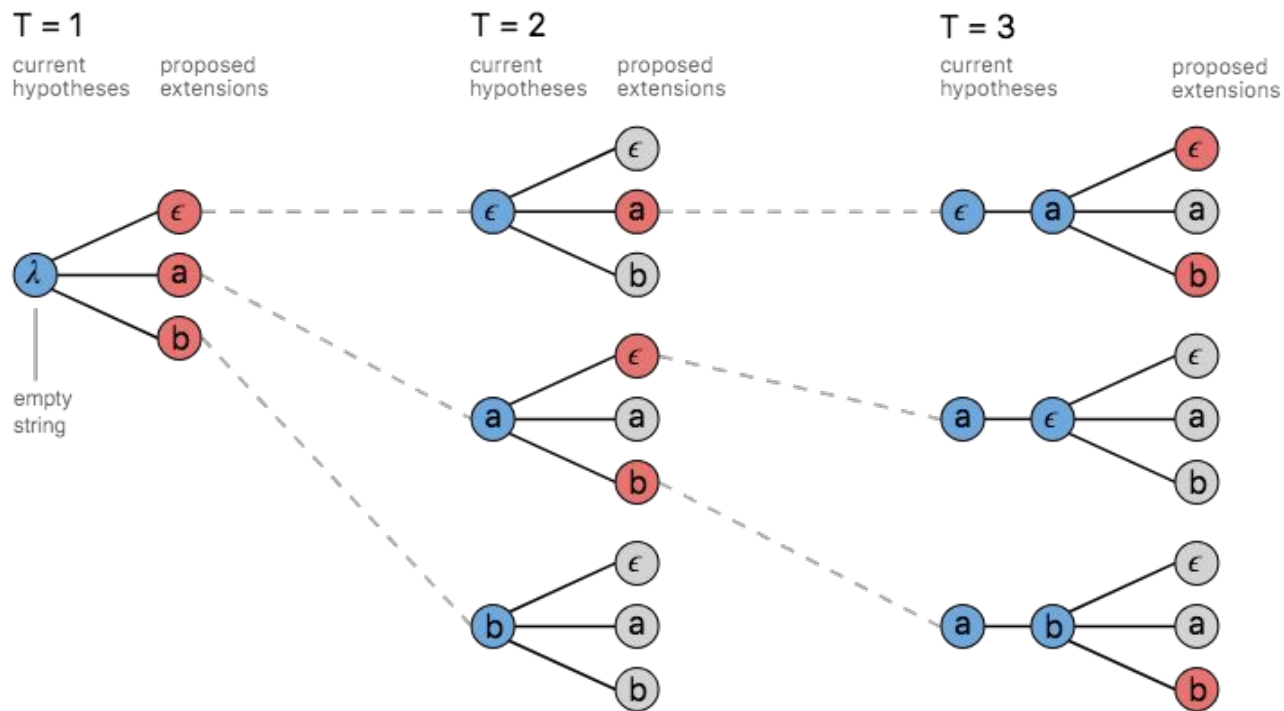 T = 1
T = 2
T = 3
current hypotheses
proposed extensions
current hypotheses
proposed extensions
current hypotheses
proposed extensions
λ
empty string
ϵ
a
b
ϵ
ϵ
a
b
a
ϵ
a
b
b
ϵ
a
b
ϵ
a
ϵ
a
b
a
ϵ
ϵ
a
b
a
b
ϵ
a
b